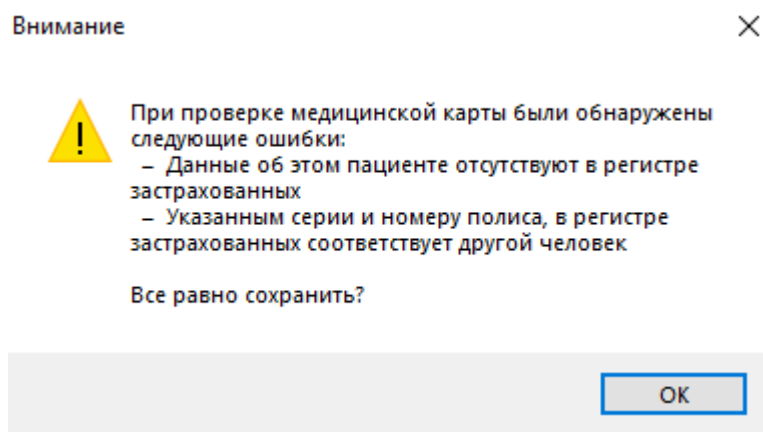 Внимание
При проверке медицинской карты были обнаружены
следующие ошибки:
– Данные об этом пациенте отсутствуют в регистре
застрахованных
– Указанным серии и номеру полиса, в регистре
застрахованных соответствует другой человек
Все равно сохранить?
ОК